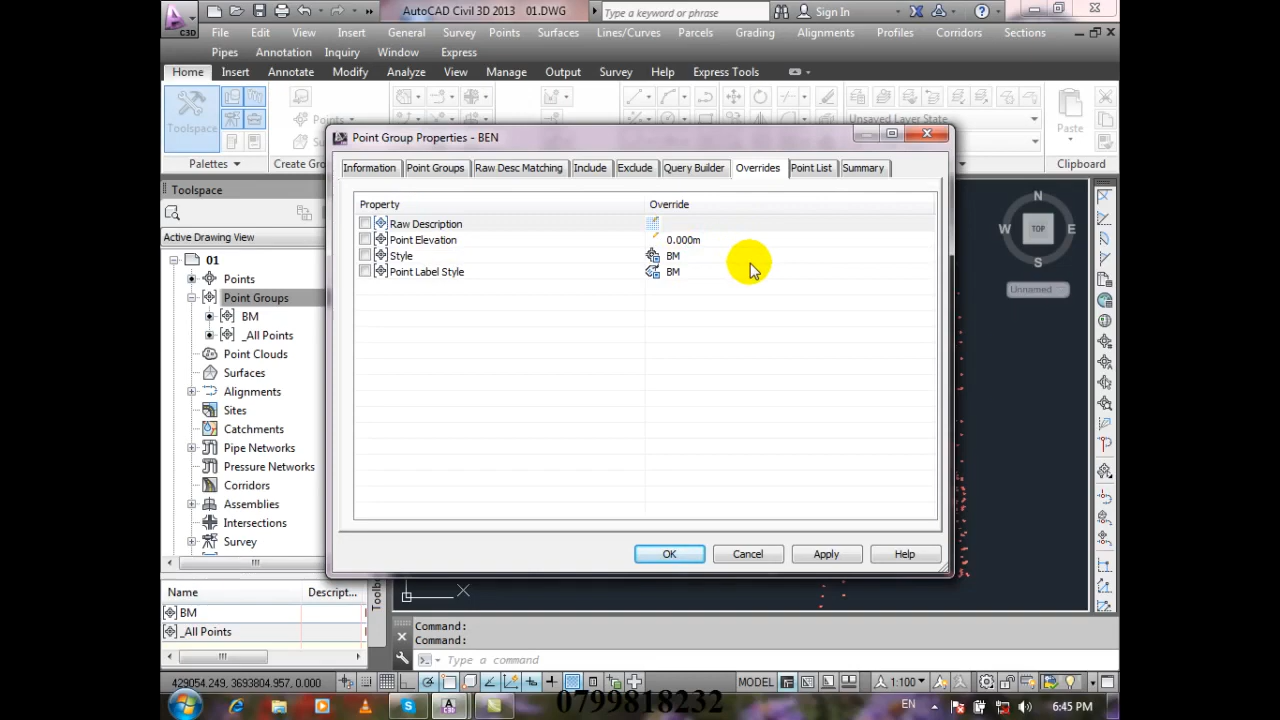 AutoCAD Civil 3D 2013 01.DWG
Type a keyword or phrase
Sign In
C3D
File Edit View Insert General Survey Points Surfaces Lines/Curves Parcels Grading Alignments Profiles Corridors Sections
Pipes Annotation Inquiry Window Express
Home Insert Annotate Modify Analyze View Manage Output Survey Help Express Tools
Toolspace
Points
Unsaved Layer State
Paste
Palettes
Create Gro
Clipboard
Toolspace
Active Drawing View
01
Points
Point Groups
BM
_All Points
Point Clouds
Surfaces
Alignments
Sites
Catchments
Pipe Networks
Pressure Networks
Corridors
Assemblies
Intersections
Survey
Name Descript...
BM
_All Points
Toolbo
Point Group Properties - BEN
Information Point Groups Raw Desc Matching Include Exclude Query Builder Overrides Point List Summary
Property Override
Raw Description
Point Elevation 0.000m
Style BM
Point Label Style BM
OK Cancel Apply Help
N
W TOP E
S
Unnamed
X
Command:
Command:
Type a command
429054.249, 3693804.957, 0.000
MODEL
1:100
0799818232
EN
6:45 PM